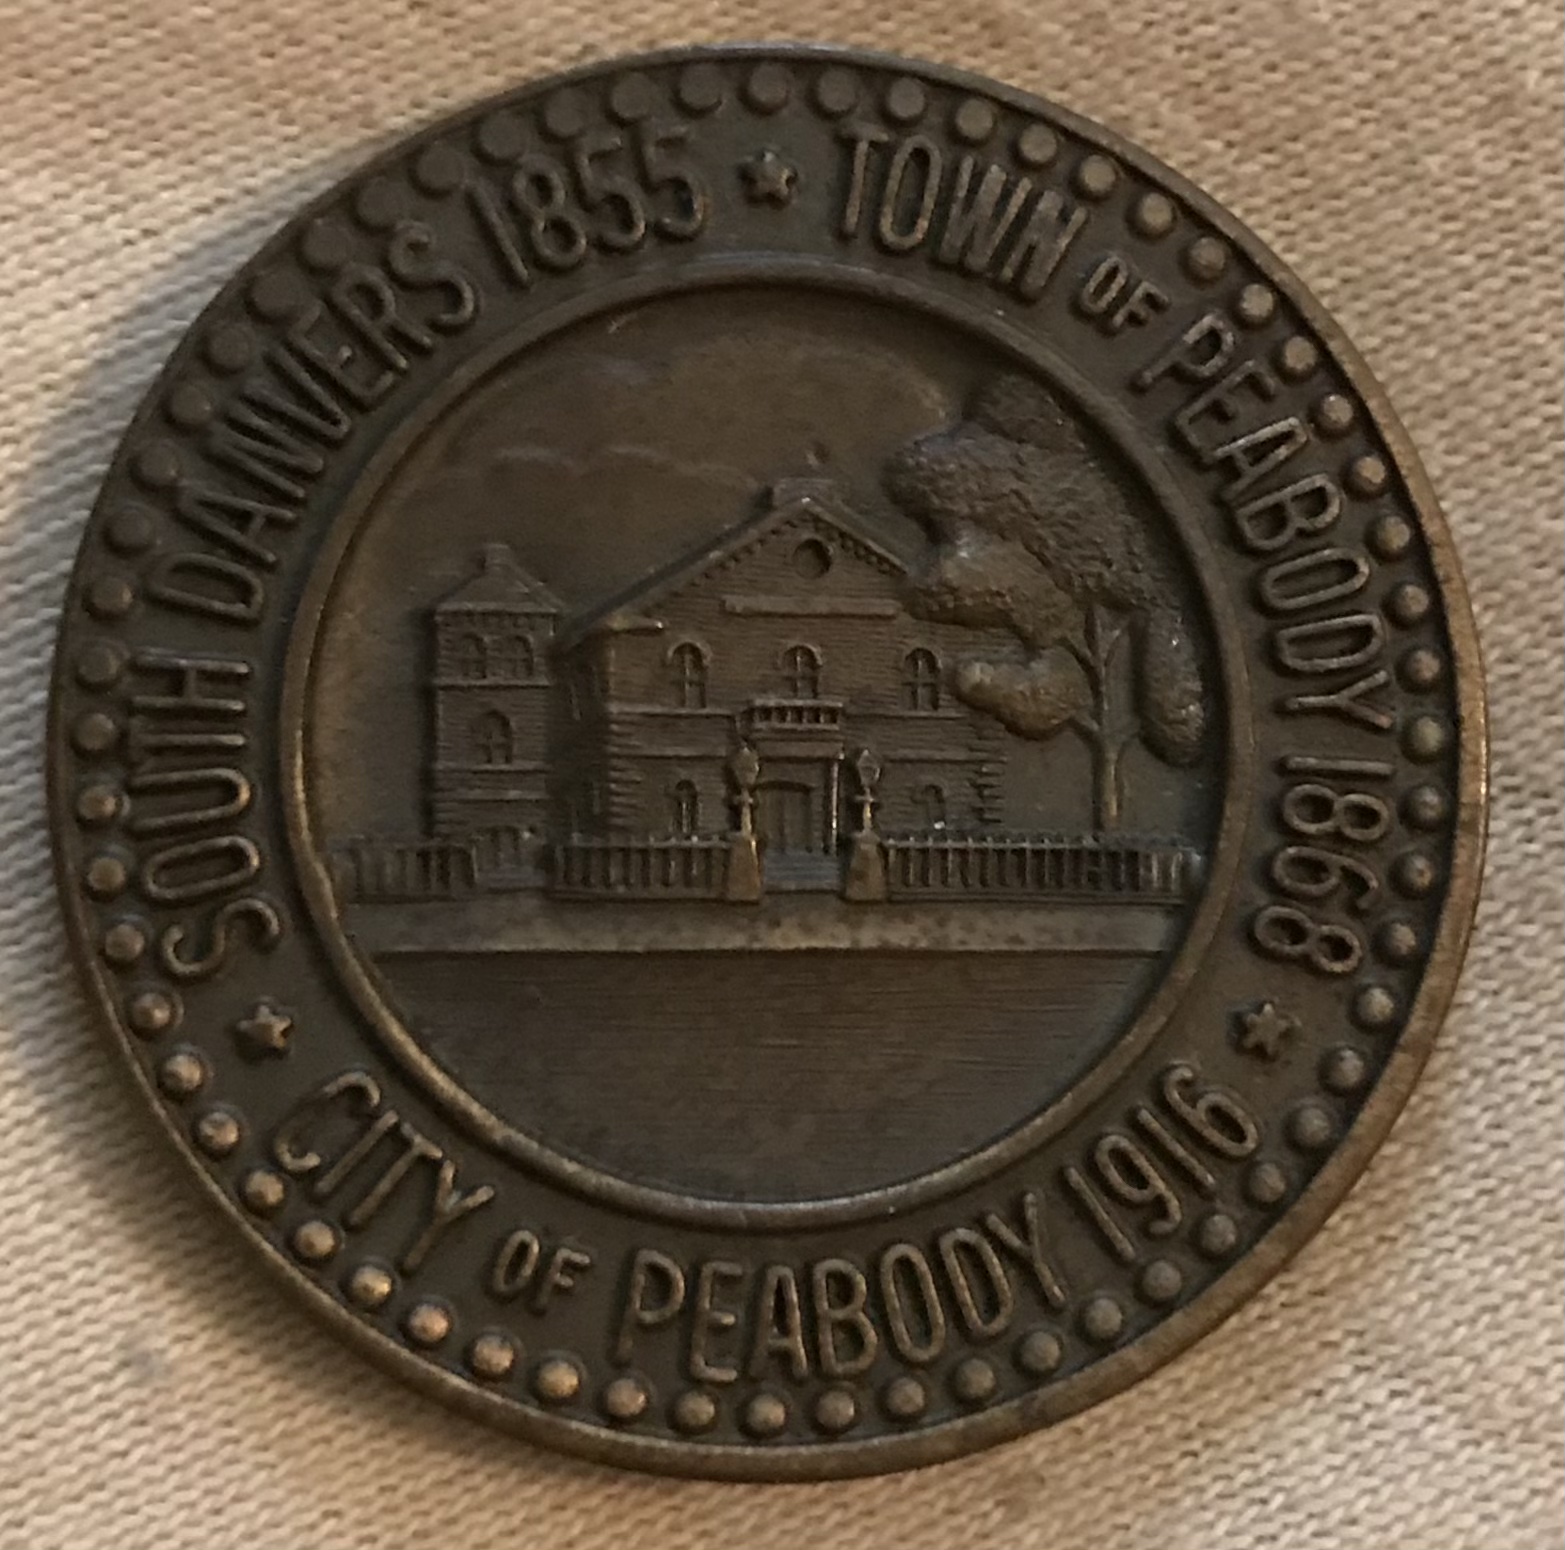 SOUTH DANVERS 1855
TOWN OF PEABODY 1868
CITY OF PEABODY 1916